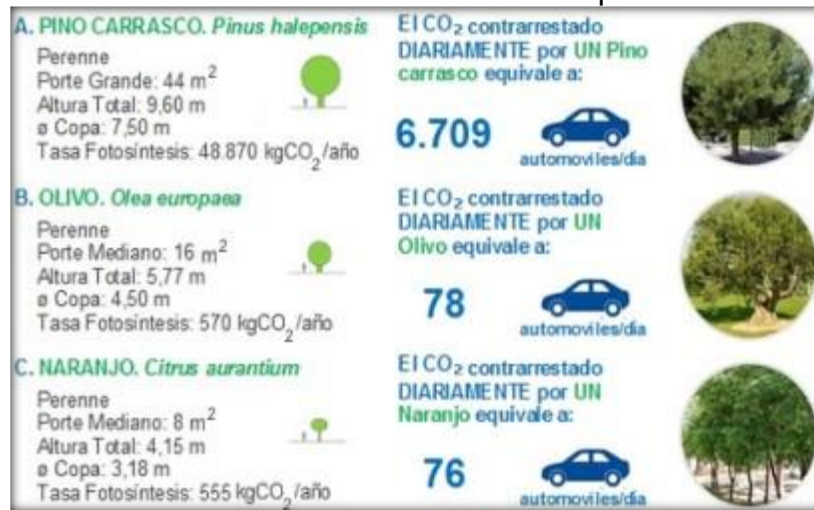 A. PINO CARRASCO. Pinus halepensis
Perenne
Porte Grande: 44 m²
Altura Total: 9,60 m
ø Copa: 7,50 m
Tasa Fotosíntesis: 48.870 kgCO₂/año
El CO₂ contrarrestado
DIARIAMENTE por UN Pino
carrasco equivale a:
6.709
automoviles/día
B. OLIVO. Olea europaea
Perenne
Porte Mediano: 16 m²
Altura Total: 5,77 m
ø Copa: 4,50 m
Tasa Fotosíntesis: 570 kgCO₂/año
El CO₂ contrarrestado
DIARIAMENTE por UN
Olivo equivale a:
78
automoviles/día
C. NARANJO. Citrus aurantium
Perenne
Porte Mediano: 8 m²
Altura Total: 4,15 m
ø Copa: 3,18 m
Tasa Fotosíntesis: 555 kgCO₂/año
El CO₂ contrarrestado
DIARIAMENTE por UN
Naranjo equivale a:
76
automoviles/día